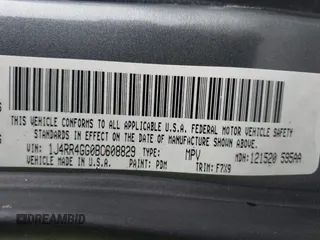 THIS VEHICLE CONFORMS TO ALL APPLICABLE U.S.A. FEDERAL MOTOR VEHICLE SAFETY
STANDARDS IN EFFECT ON THE DATE OF MANUFACTURE SHOWN ABOVE.
VIN: 1J4RR4GG0BC608829 TYPE: MPV MDH: 121520 595AA
MADE IN U.S.A. PAINT: PDM TRIM: F7X9
DREAMBID